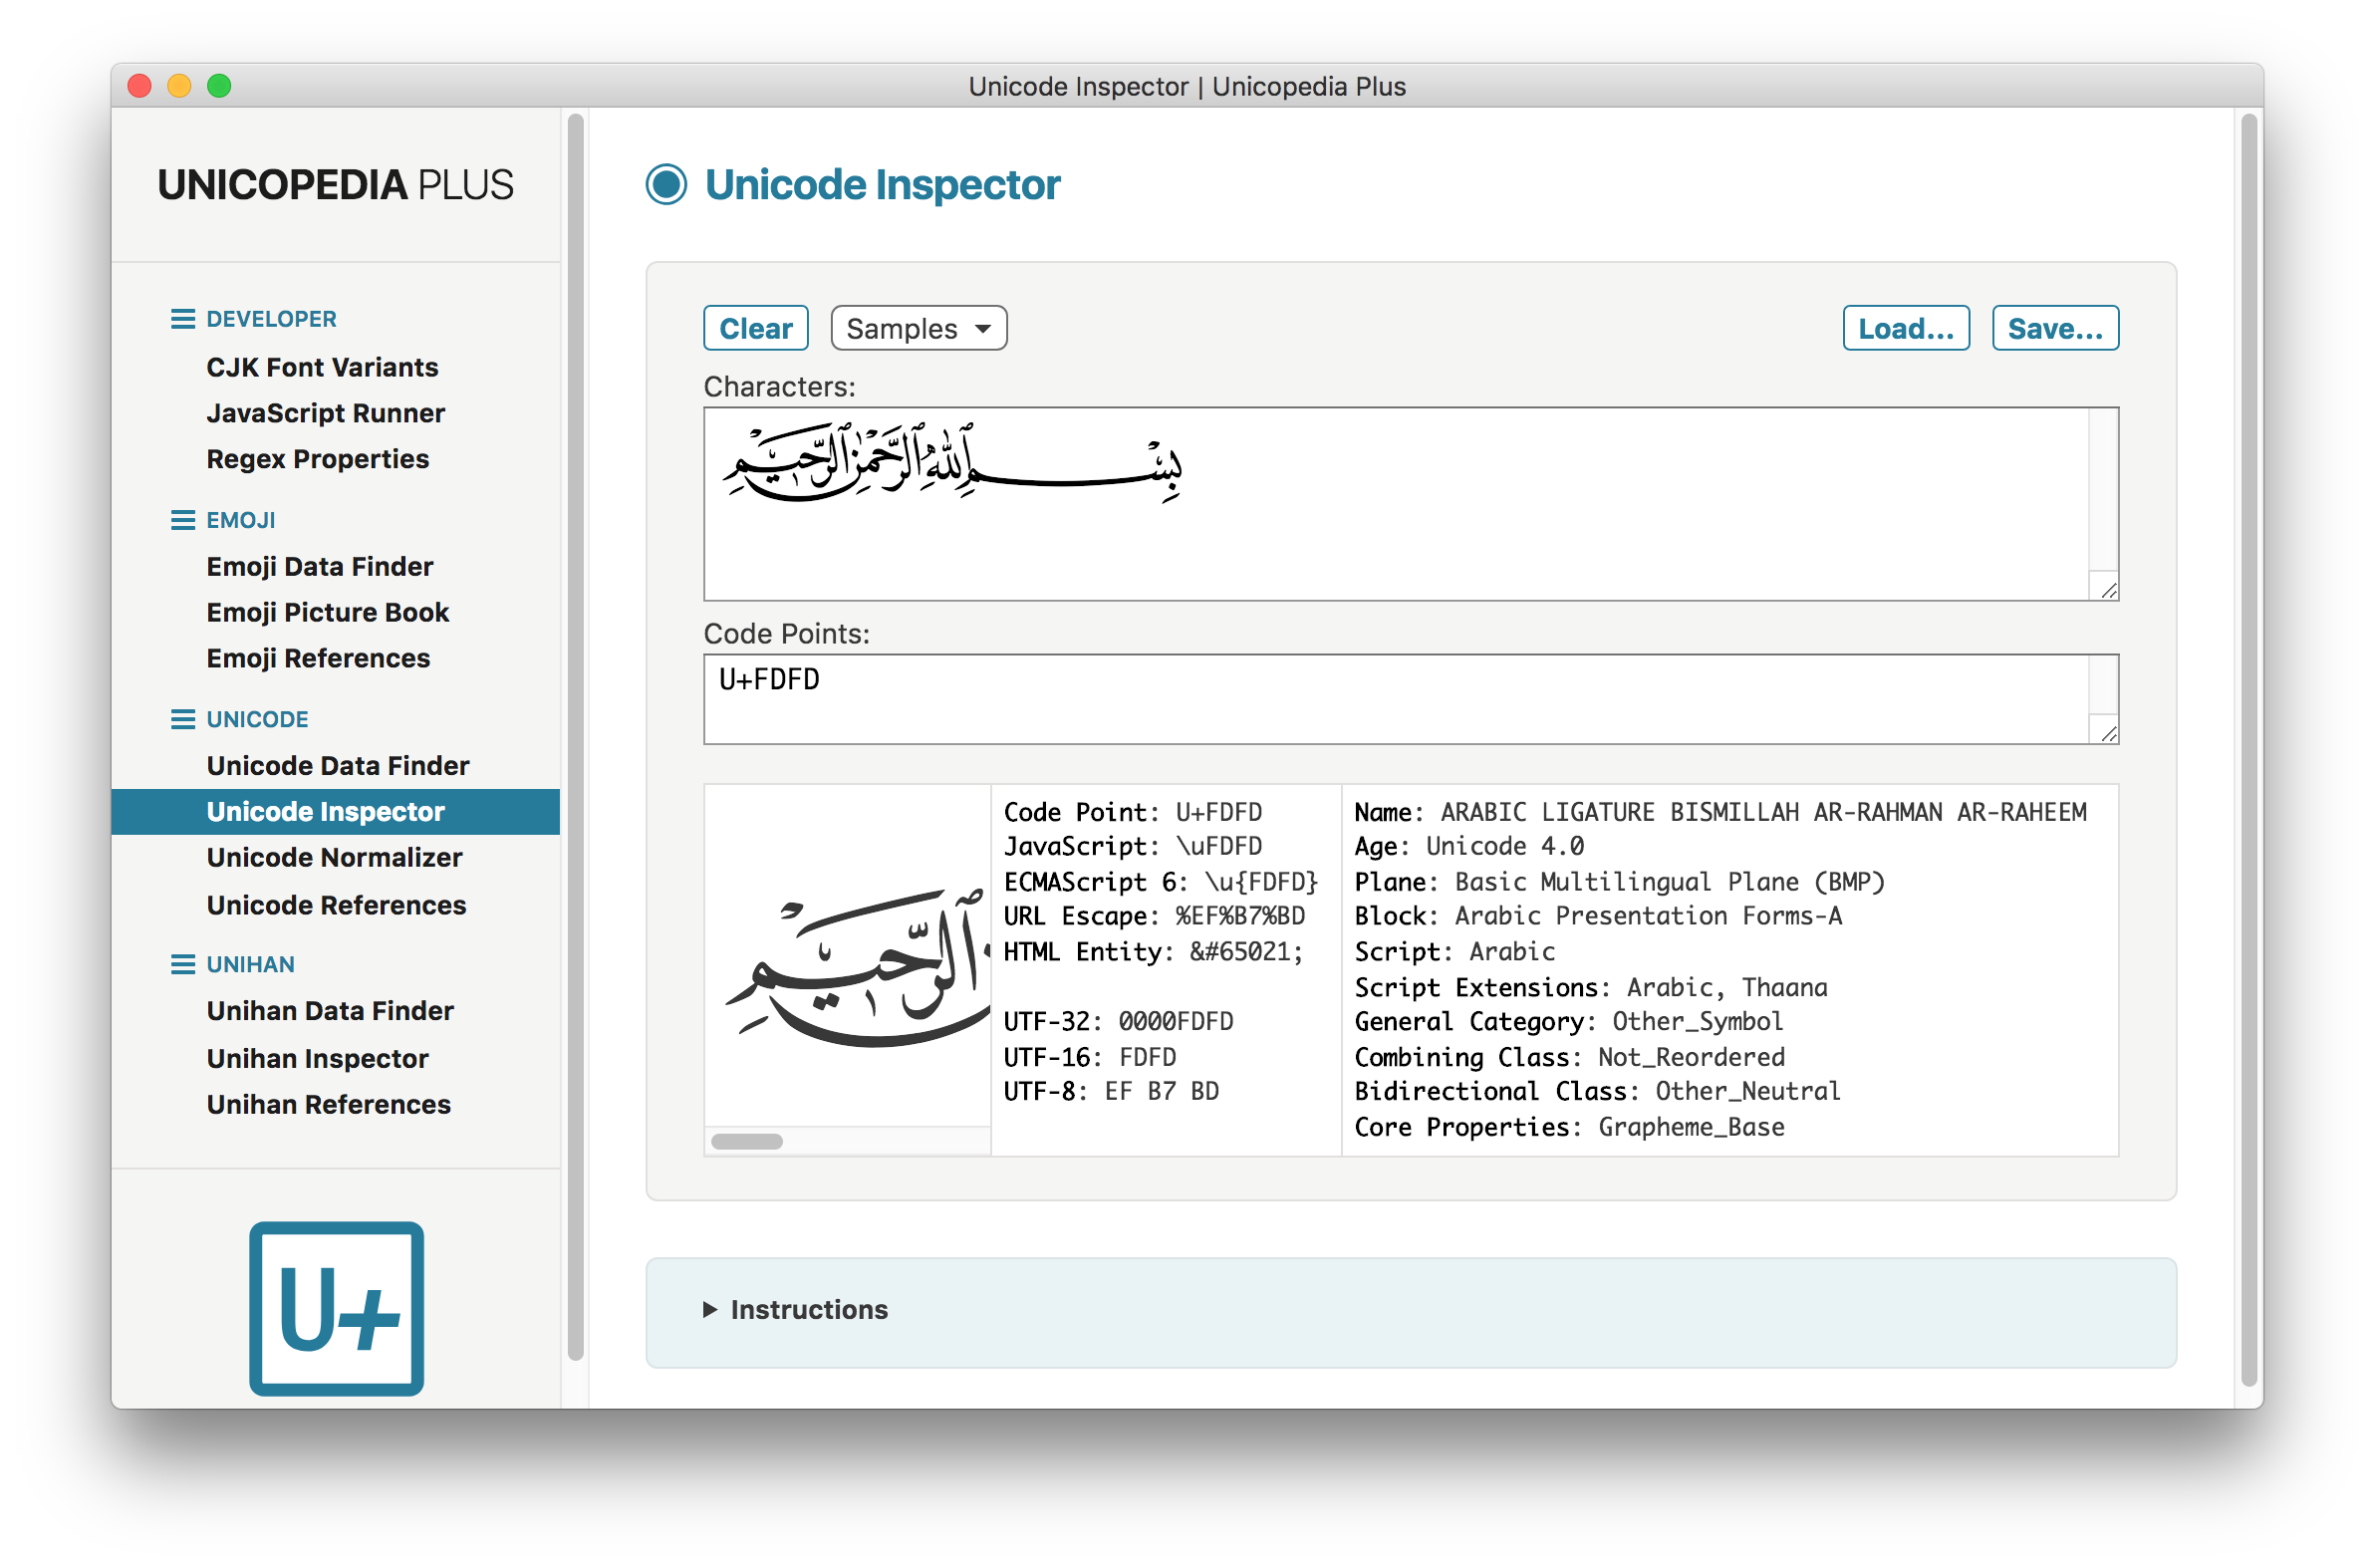 Unicode Inspector | Unicopedia Plus
UNICOPEDIA PLUS
DEVELOPER
CJK Font Variants
JavaScript Runner
Regex Properties
EMOJI
Emoji Data Finder
Emoji Picture Book
Emoji References
UNICODE
Unicode Data Finder
Unicode Inspector
Unicode Normalizer
Unicode References
UNIHAN
Unihan Data Finder
Unihan Inspector
Unihan References
U+
Unicode Inspector
Clear Samples Load... Save...
Characters:
﷽
Code Points:
U+FDFD
﷽
Code Point: U+FDFD
JavaScript: \uFDFD
ECMAScript 6: \u{FDFD}
URL Escape: %EF%B7%BD
HTML Entity: &#65021;
UTF-32: 0000FDFD
UTF-16: FDFD
UTF-8: EF B7 BD
Name: ARABIC LIGATURE BISMILLAH AR-RAHMAN AR-RAHEEM
Age: Unicode 4.0
Plane: Basic Multilingual Plane (BMP)
Block: Arabic Presentation Forms-A
Script: Arabic
Script Extensions: Arabic, Thaana
General Category: Other_Symbol
Combining Class: Not_Reordered
Bidirectional Class: Other_Neutral
Core Properties: Grapheme_Base
Instructions